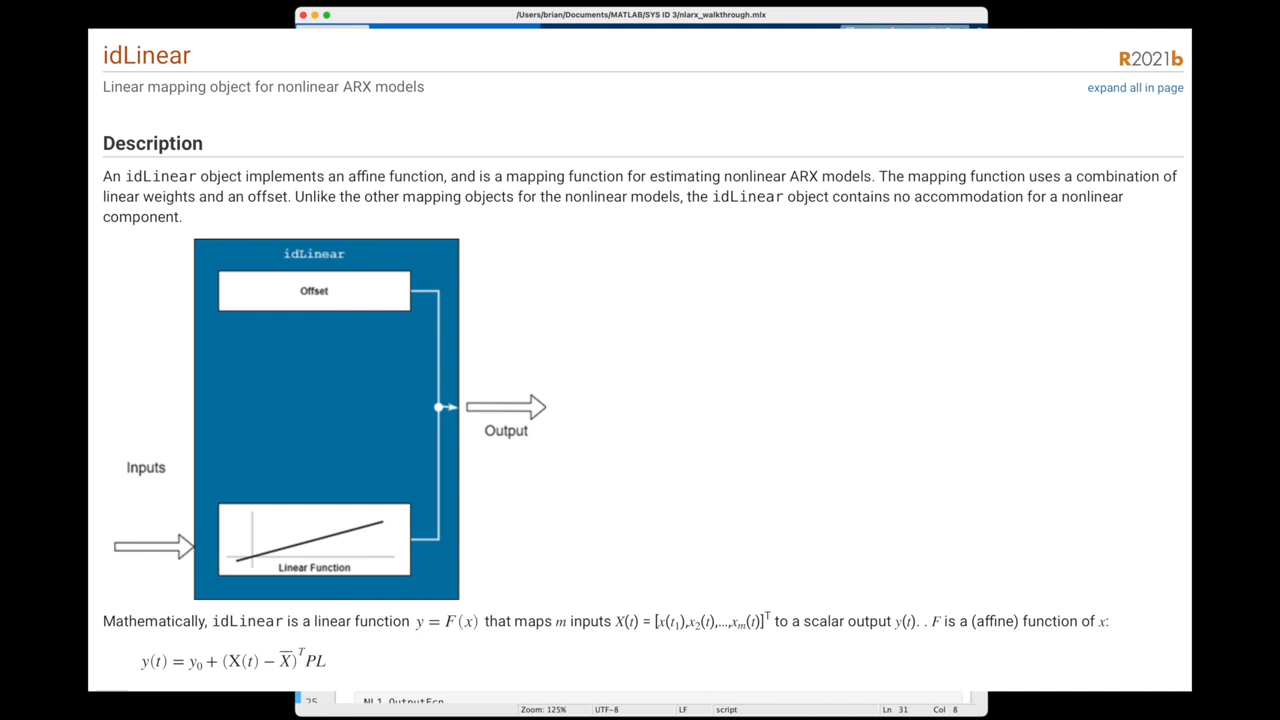 /Users/brian/Documents/MATLAB/SYS ID 3/nlarx_walkthrough.mlx
idLinear
R2021b
Linear mapping object for nonlinear ARX models
expand all in page
Description
An idLinear object implements an affine function, and is a mapping function for estimating nonlinear ARX models. The mapping function uses a combination of
linear weights and an offset. Unlike the other mapping objects for the nonlinear models, the idLinear object contains no accommodation for a nonlinear
component.
idLinear
Offset
Output
Inputs
Linear Function
Mathematically, idLinear is a linear function y = F(x) that maps m inputs X(t) = [x(t₁),x₂(t),...,xₘ(t)]ᵀ to a scalar output y(t). . F is a (affine) function of x:
y(t) = y₀ + (X(t) − X̅)ᵀPL
25
Zoom: 125%
UTF-8
LF
script
Ln 31
Col 8